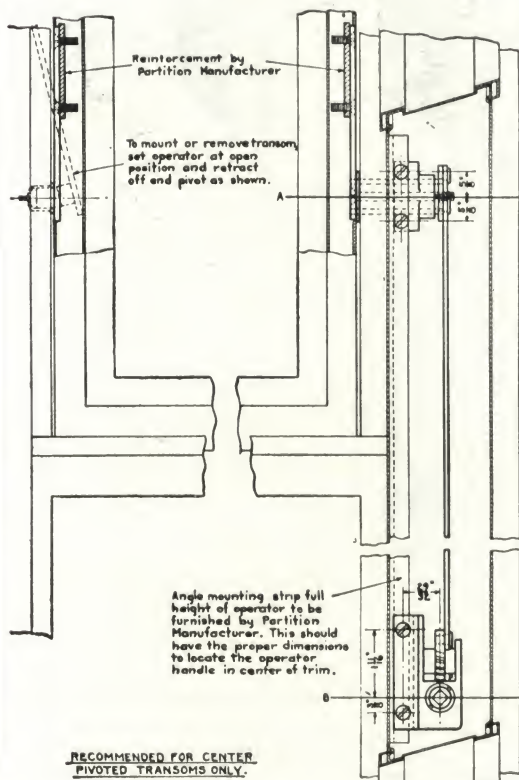 Reinforcement by
Partition Manufacturer
To mount or remove transom,
set operator at open
position and retract
off end pivot as shown.
A
Angle mounting strip full
height of operator to be
furnished by Partition
Manufacturer. This should
have the proper dimensions
to locate the operator
handle in center of trim.
B
RECOMMENDED FOR CENTER
PIVOTED TRANSOMS ONLY.